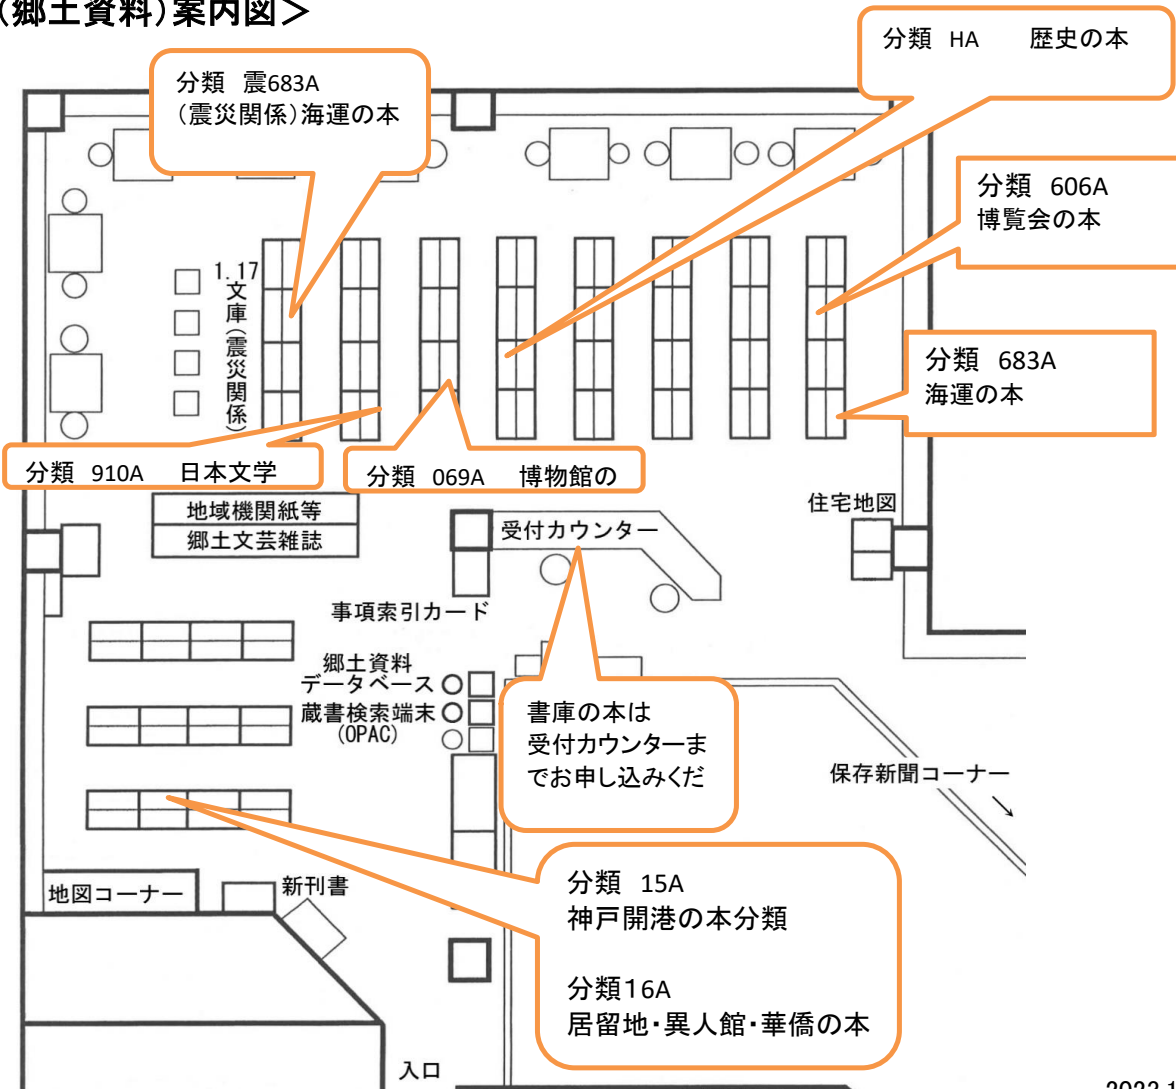 (郷土資料)案内図>
分類 HA 歴史の本
分類 震683A
(震災関係)海運の本
分類 606A
博覧会の本
1.17文庫(震災関係)
分類 683A
海運の本
分類 910A 日本文学
分類 069A 博物館の
地域機関紙等
郷土文芸雑誌
受付カウンター
住宅地図
事項索引カード
郷土資料
データベース
蔵書検索端末
(OPAC)
書庫の本は
受付カウンターま
でお申し込みくだ
保存新聞コーナー
地図コーナー
新刊書
分類 15A
神戸開港の本分類
分類16A
居留地・異人館・華僑の本
入口